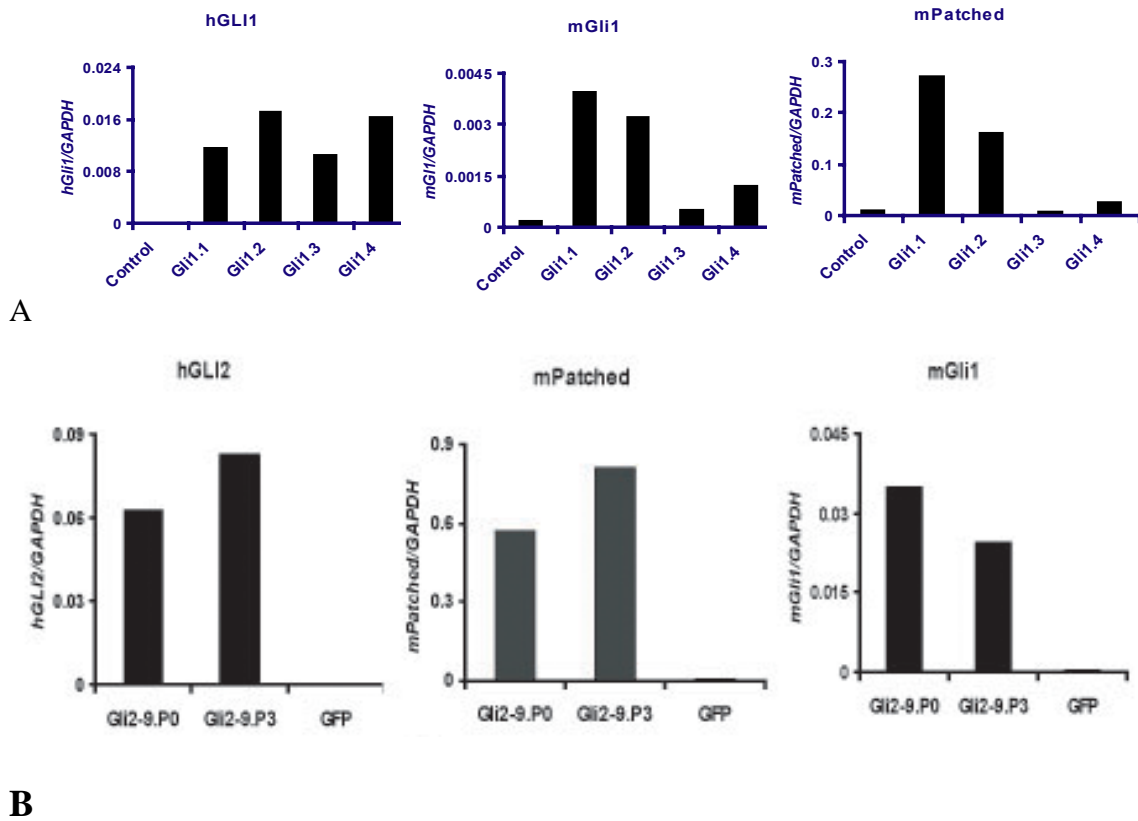 hGLI1
0.024
0.016
0.008
0
hGli1/GAPDH
Control
Gli1.1
Gli1.2
Gli1.3
Gli1.4
mGli1
0.0045
0.003
0.0015
0
mGl1/GAPDH
Control
Gli1.1
Gli1.2
Gli1.3
Gli1.4
mPatched
0.3
0.2
0.1
0
mPatched/GAPDH
Control
Gli1.1
Gli1.2
Gli1.3
Gli1.4
A
hGLI2
0.09
0.06
0.03
0
hGLI2/GAPDH
Gli2-9.P0
Gli2-9.P3
GFP
mPatched
0.9
0.6
0.3
0
mPatched/GAPDH
Gli2-9.P0
Gli2-9.P3
GFP
mGli1
0.045
0.03
0.015
0
mGli1/GAPDH
Gli2-9.P0
Gli2-9.P3
GFP
B